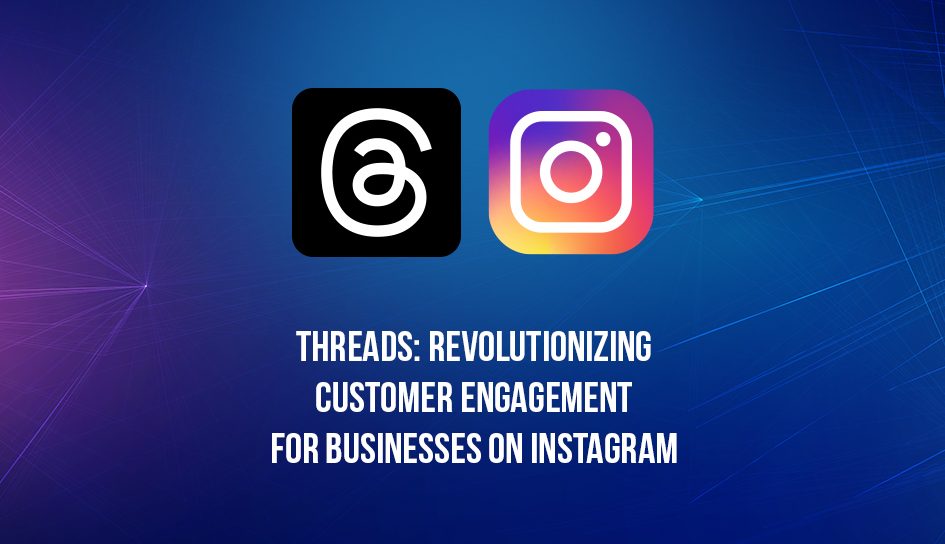 THREADS: REVOLUTIONIZING
CUSTOMER ENGAGEMENT
FOR BUSINESSES ON INSTAGRAM